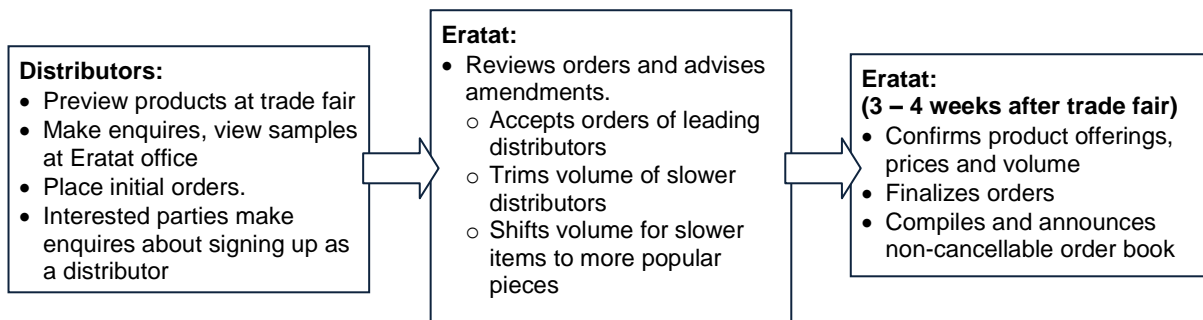 Distributors:
• Preview products at trade fair
• Make enquires, view samples
at Eratat office
• Place initial orders.
• Interested parties make
enquires about signing up as
a distributor
Eratat:
• Reviews orders and advises
amendments.
o Accepts orders of leading
distributors
o Trims volume of slower
distributors
o Shifts volume for slower
items to more popular
pieces
Eratat:
(3 – 4 weeks after trade fair)
• Confirms product offerings,
prices and volume
• Finalizes orders
• Compiles and announces
non-cancellable order book